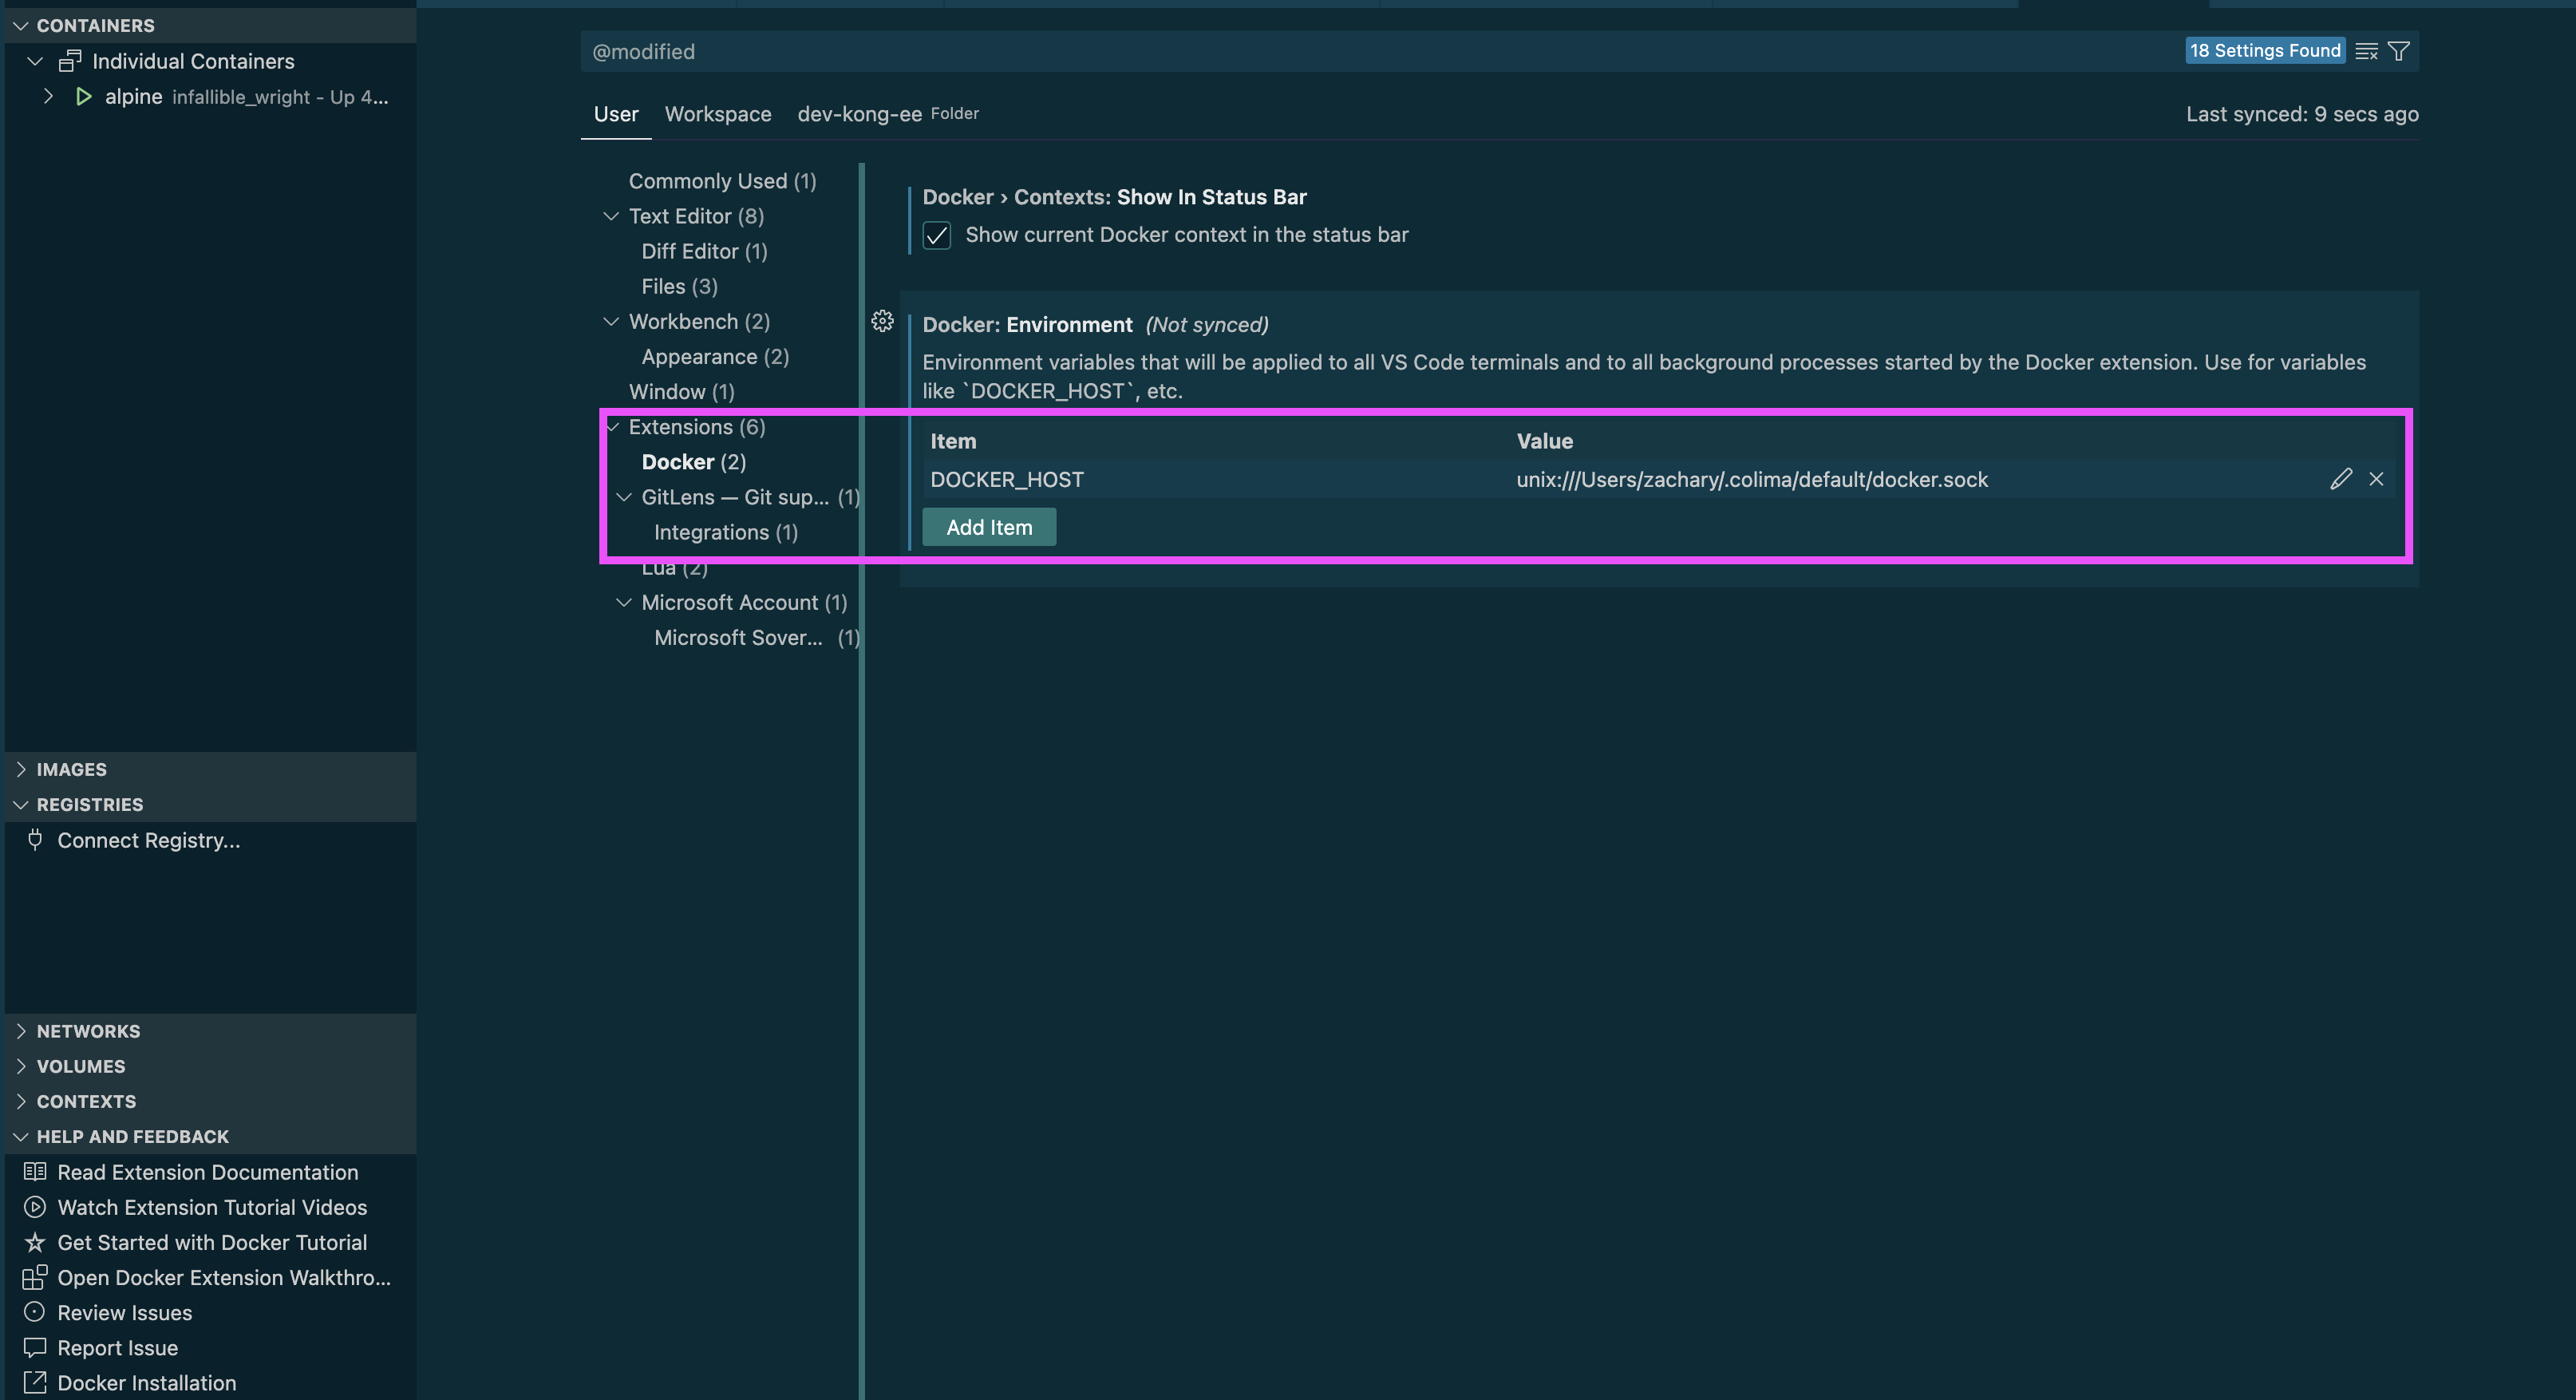 CONTAINERS
Individual Containers
alpine infallible_wright - Up 4...
IMAGES
REGISTRIES
Connect Registry...
NETWORKS
VOLUMES
CONTEXTS
HELP AND FEEDBACK
Read Extension Documentation
Watch Extension Tutorial Videos
Get Started with Docker Tutorial
Open Docker Extension Walkthro...
Review Issues
Report Issue
Docker Installation
@modified
18 Settings Found
User Workspace dev-kong-ee Folder
Last synced: 9 secs ago
Commonly Used (1)
Text Editor (8)
Diff Editor (1)
Files (3)
Workbench (2)
Appearance (2)
Window (1)
Extensions (6)
Docker (2)
GitLens — Git sup... (1)
Integrations (1)
Lua (2)
Microsoft Account (1)
Microsoft Sover... (1)
Docker › Contexts: Show In Status Bar
Show current Docker context in the status bar
Docker: Environment (Not synced)
Environment variables that will be applied to all VS Code terminals and to all background processes started by the Docker extension. Use for variables
like `DOCKER_HOST`, etc.
Item Value
DOCKER_HOST unix:///Users/zachary/.colima/default/docker.sock
Add Item